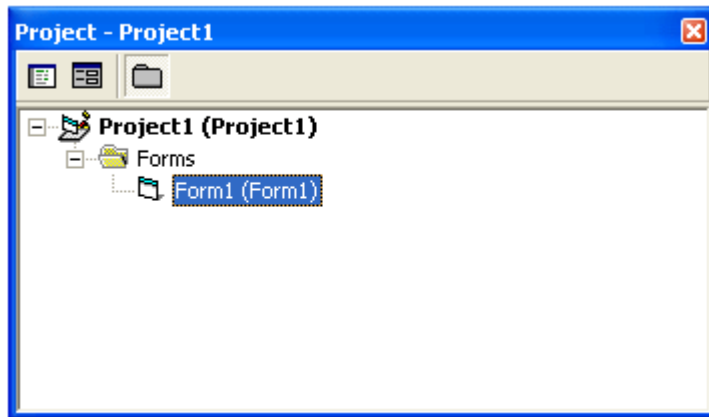 Project - Project1
Project1 (Project1)
Forms
Form1 (Form1)